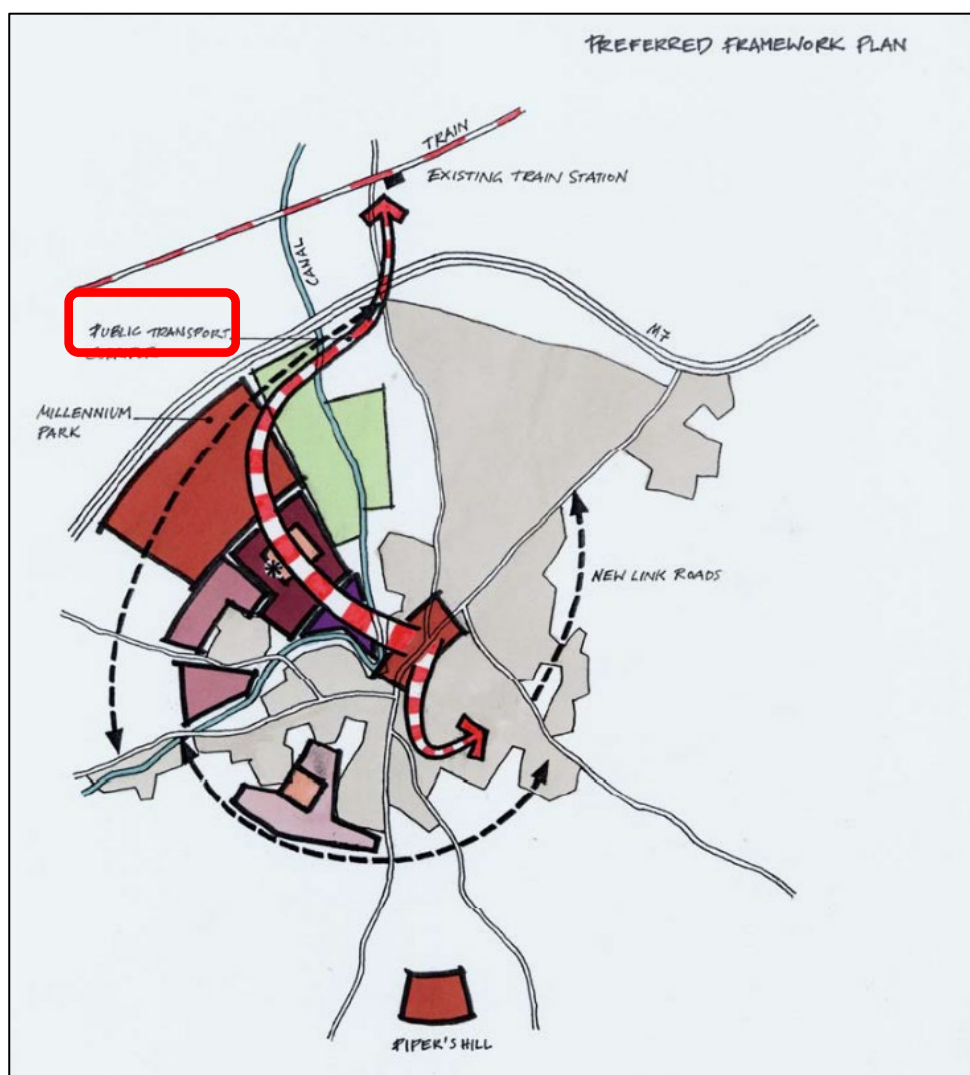 PREFERRED FRAMEWORK PLAN
TRAIN
EXISTING TRAIN STATION
CANAL
PUBLIC TRANSPORT
M7
MILLENNIUM
PARK
NEW LINK ROADS
PIPER'S HILL